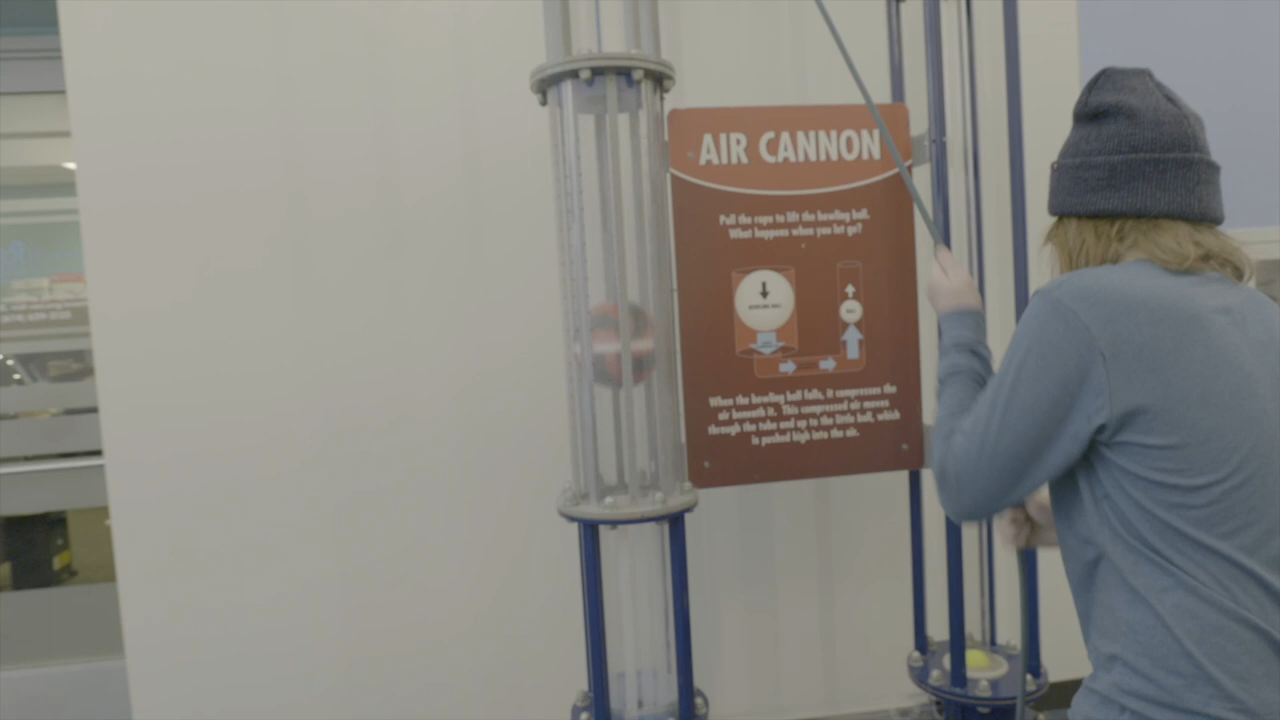 AIR CANNON
Pull the rope to lift the bowling ball.
What happens when you let go?
BOWLING BALL
When the bowling ball falls, it compresses the
air beneath it. This compressed air moves
through the tube and up to the little ball, which
is pushed high into the air.